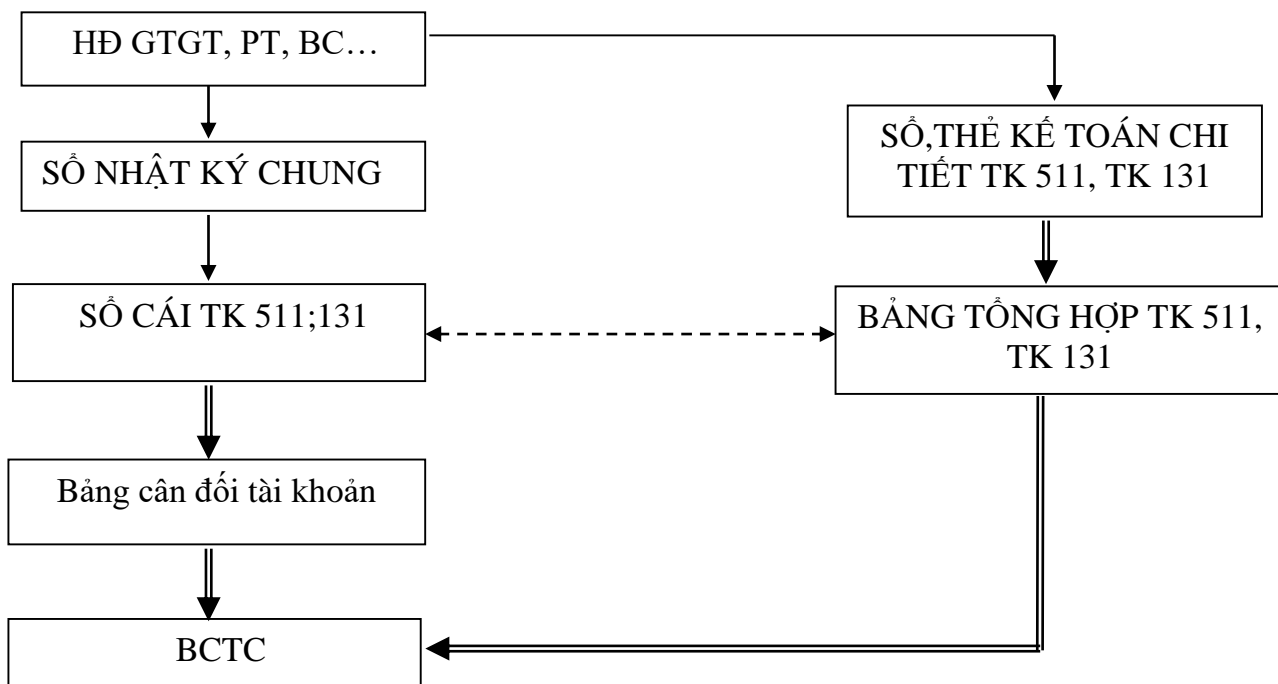 HĐ GTGT, PT, BC…
SỔ NHẬT KÝ CHUNG
SỔ,THẺ KẾ TOÁN CHI
TIẾT TK 511, TK 131
SỔ CÁI TK 511;131
BẢNG TỔNG HỢP TK 511,
TK 131
Bảng cân đối tài khoản
BCTC